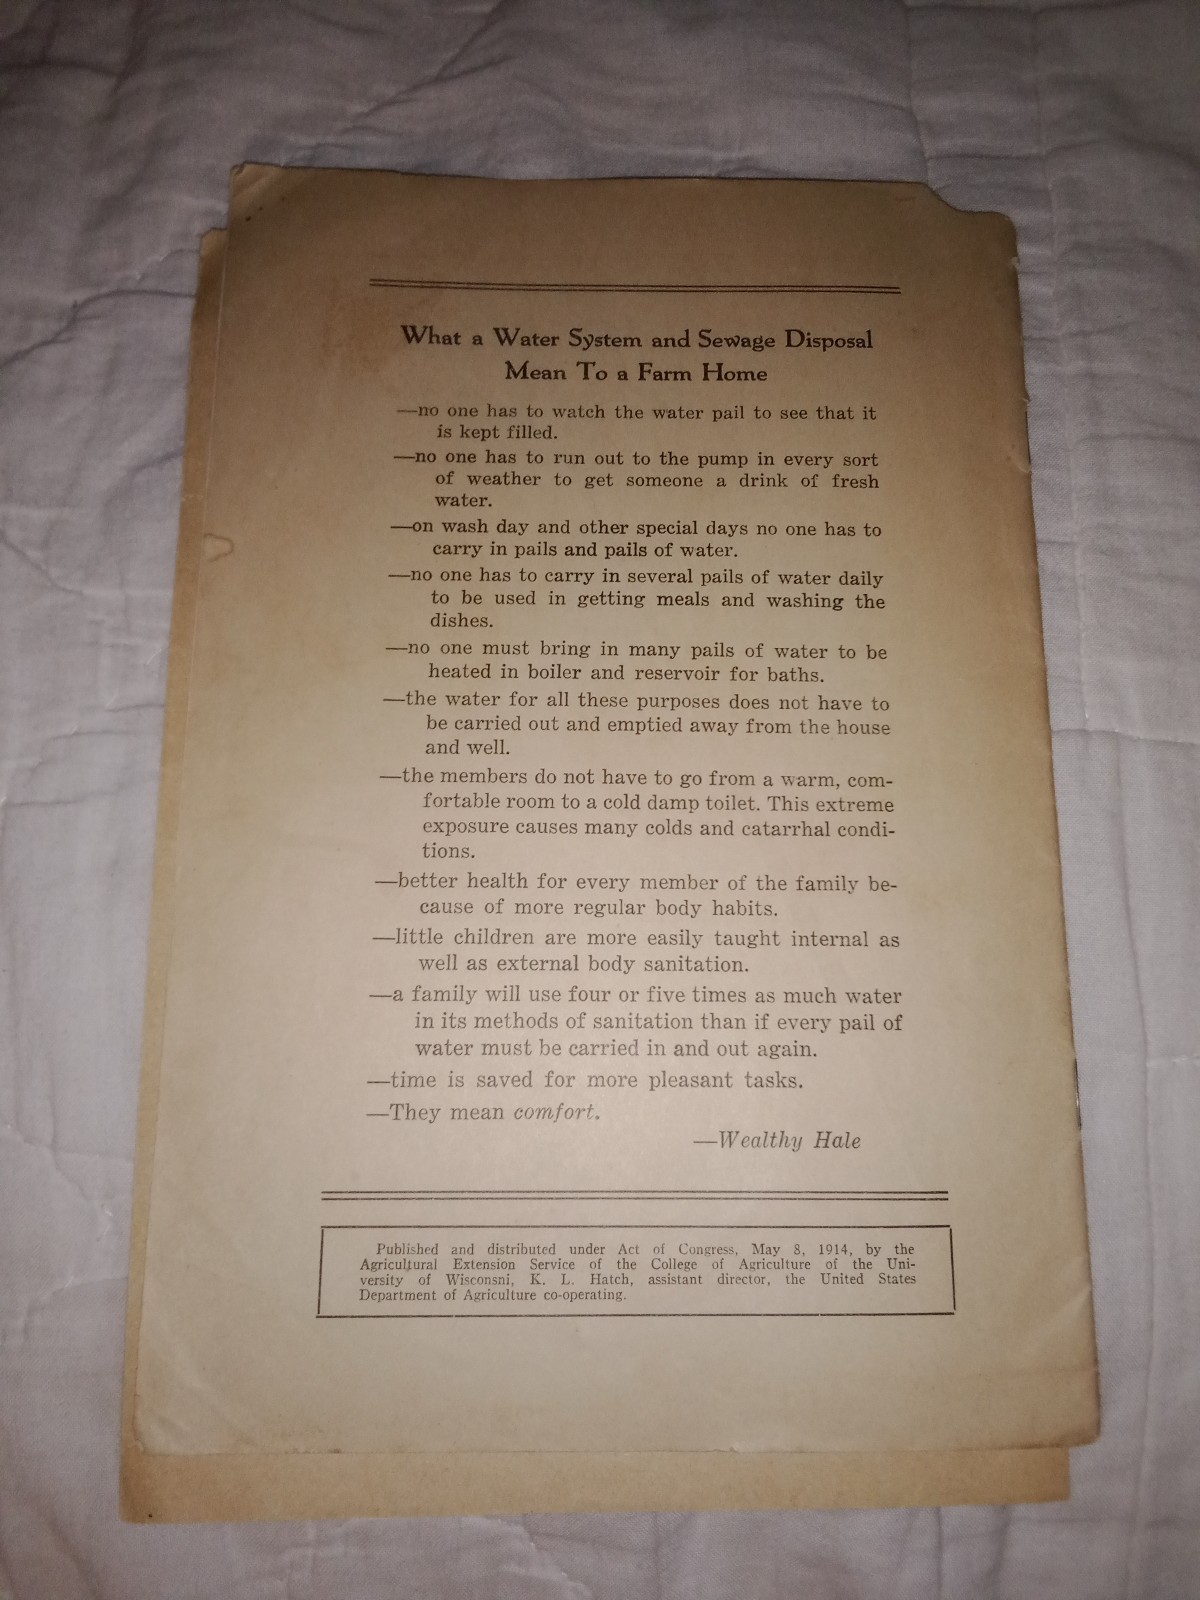 What a Water System and Sewage Disposal
Mean To a Farm Home
—no one has to watch the water pail to see that it
is kept filled.
—no one has to run out to the pump in every sort
of weather to get someone a drink of fresh
water.
—on wash day and other special days no one has to
carry in pails and pails of water.
—no one has to carry in several pails of water daily
to be used in getting meals and washing the
dishes.
—no one must bring in many pails of water to be
heated in boiler and reservoir for baths.
—the water for all these purposes does not have to
be carried out and emptied away from the house
and well.
—the members do not have to go from a warm, com-
fortable room to a cold damp toilet. This extreme
exposure causes many colds and catarrhal condi-
tions.
—better health for every member of the family be-
cause of more regular body habits.
—little children are more easily taught internal as
well as external body sanitation.
—a family will use four or five times as much water
in its methods of sanitation than if every pail of
water must be carried in and out again.
—time is saved for more pleasant tasks.
—They mean comfort.
—Wealthy Hale
Published and distributed under Act of Congress, May 8, 1914, by the
Agricultural Extension Service of the College of Agriculture of the Uni-
versity of Wisconsni, K. L. Hatch, assistant director, the United States
Department of Agriculture co-operating.